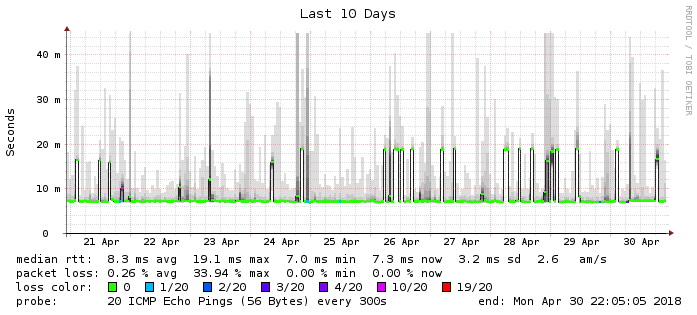 Last 10 Days
RRDTOOL / TOBI OETIKER
Seconds
40 m
30 m
20 m
10 m
0
21 Apr 22 Apr 23 Apr 24 Apr 25 Apr 26 Apr 27 Apr 28 Apr 29 Apr 30 Apr
median rtt: 8.3 ms avg 19.1 ms max 7.0 ms min 7.3 ms now 3.2 ms sd 2.6 am/s
packet loss: 0.26 % avg 33.94 % max 0.00 % min 0.00 % now
loss color: 0 1/20 2/20 3/20 4/20 10/20 19/20
probe: 20 ICMP Echo Pings (56 Bytes) every 300s end: Mon Apr 30 22:05:05 2018